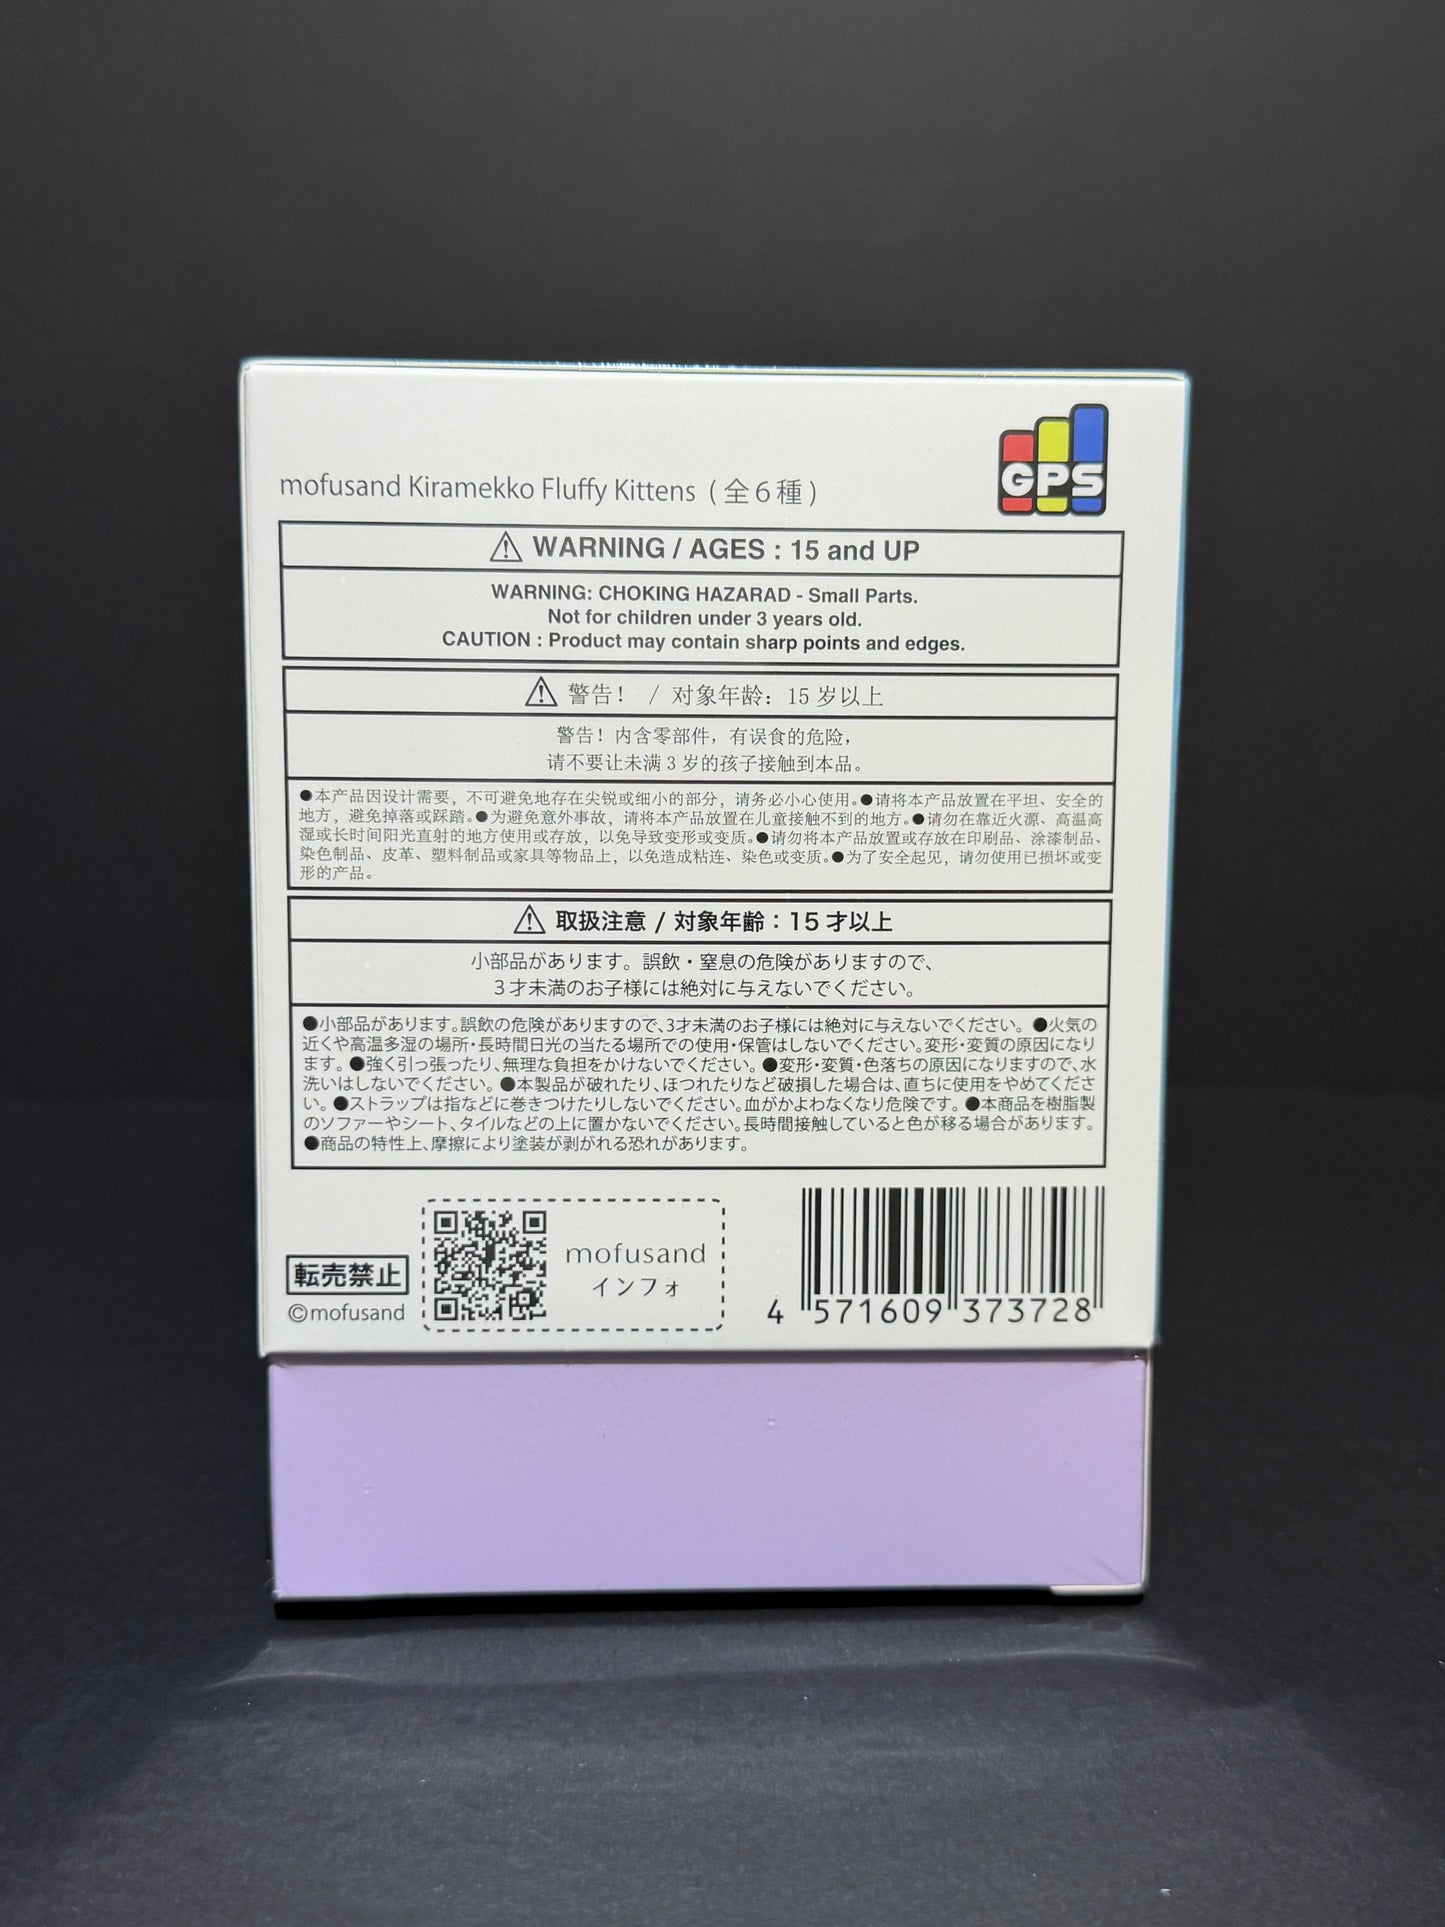 GPS
mofusand Kiramekko Fluffy Kittens (全6種)
⚠ WARNING / AGES : 15 and UP
WARNING: CHOKING HAZARAD - Small Parts.
Not for children under 3 years old.
CAUTION : Product may contain sharp points and edges.
⚠ 警告! / 对象年龄: 15 岁以上
警告! 内含零部件，有误食的危险，
请不要让未满 3 岁的孩子接触到本品。
●本产品因设计需要，不可避免地存在尖锐或细小的部分，请务必小心使用。●请将本产品放置在平坦、安全的
地方，避免掉落或踩踏。●为避免意外事故，请将本产品放置在儿童接触不到的地方。●请勿在靠近火源、高温高
湿或长时间阳光直射的地方使用或存放，以免导致变形或变质。●请勿将本产品放置或存放在印刷品、涂漆制品、
染色制品、皮革、塑料制品或家具等物品上，以免造成粘连、染色或变质。●为了安全起见，请勿使用已损坏或变
形的产品。
⚠ 取扱注意 / 対象年齢：15 才以上
小部品があります。誤飲・窒息の危険がありますので、
3才未満のお子様には絶対に与えないでください。
●小部品があります。誤飲の危険がありますので、3才未満のお子様には絶対に与えないでください。 ●火気の
近くや高温多湿の場所・長時間日光の当たる場所での使用・保管はしないでください。変形・変質の原因になり
ます。 ●強く引っ張ったり、無理な負担をかけないでください。 ●変形・変質・色落ちの原因になりますので、水
洗いはしないでください。 ●本製品が破れたり、ほつれたりなど破損した場合は、直ちに使用をやめてくださ
い。 ●ストラップは指などに巻きつけたりしないでください。血がかよわなくなり危険です。 ●本商品を樹脂製
のソファーやシート、タイルなどの上に置かないでください。長時間接触していると色が移る場合があります。
●商品の特性上、摩擦により塗装が剥がれる恐れがあります。
転売禁止
©mofusand
mofusand
インフォ
4 571609 373728